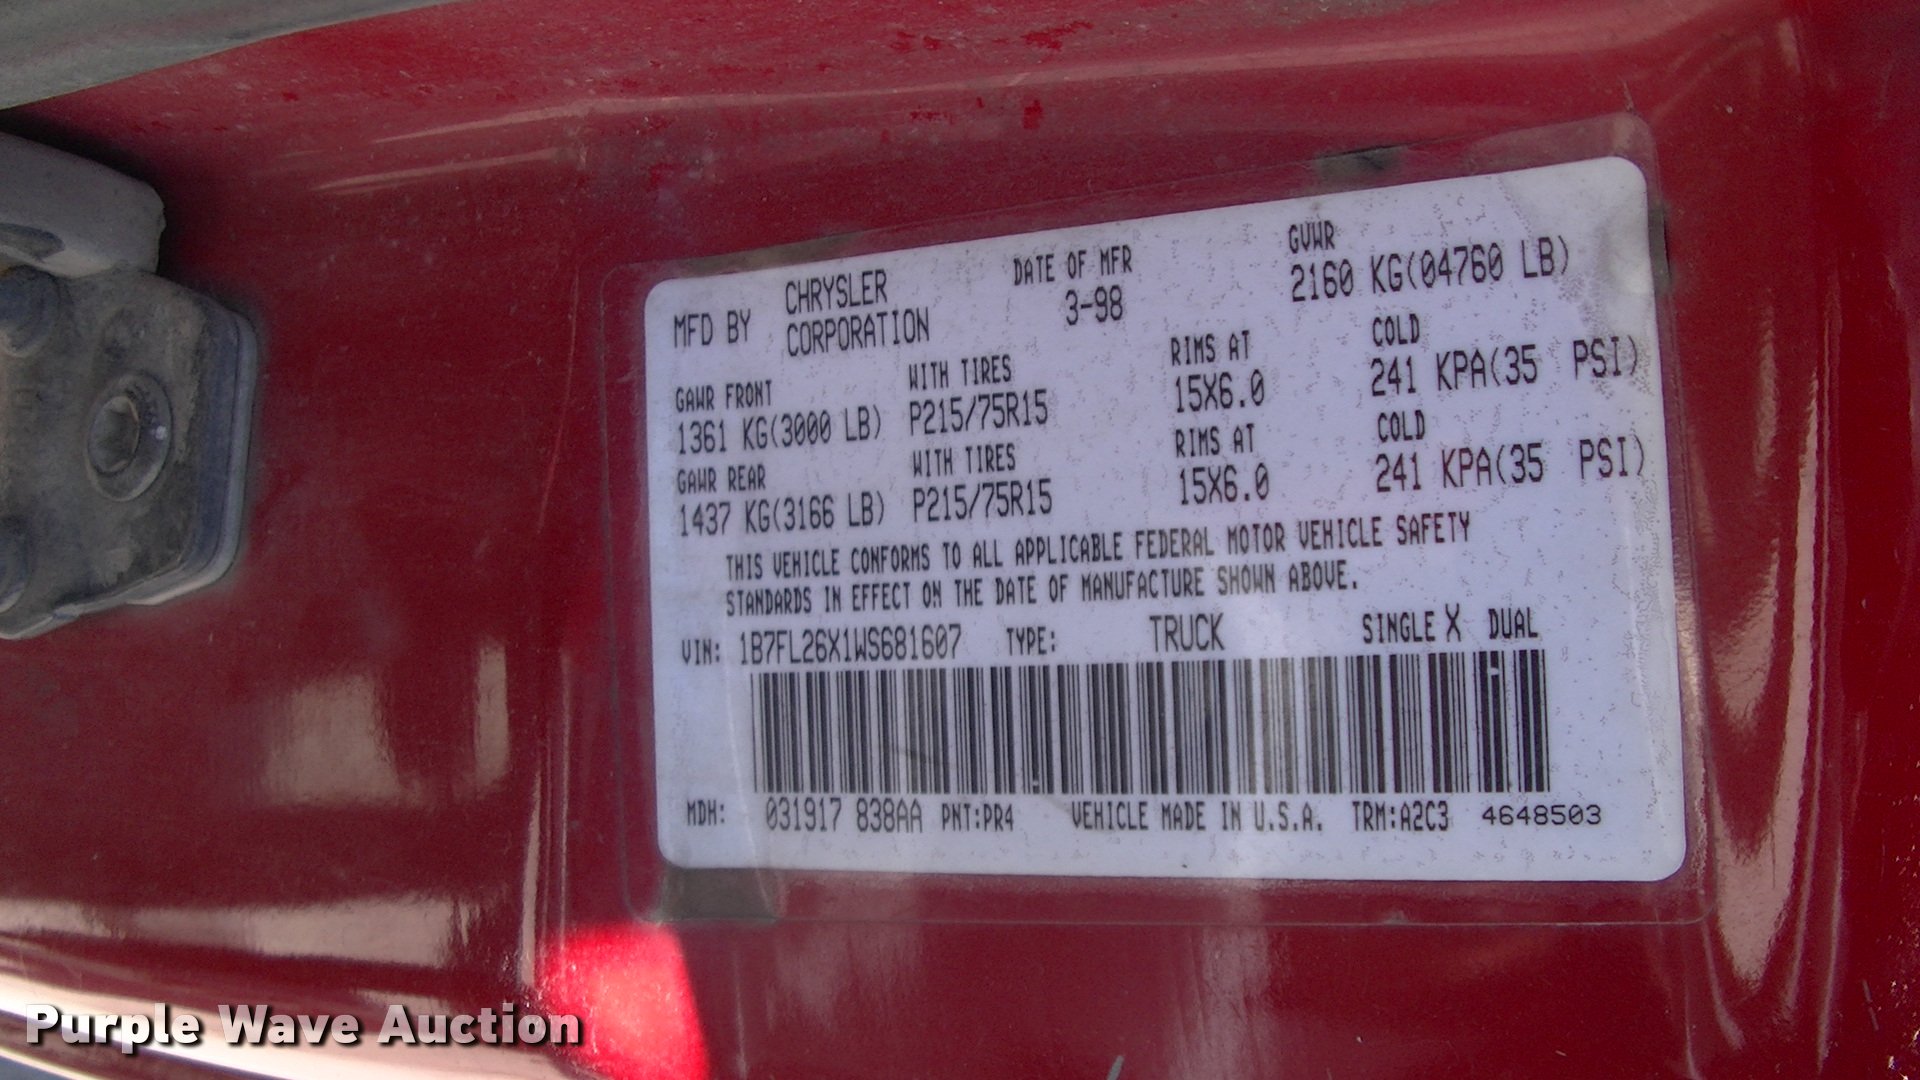 MFD BY CHRYSLER CORPORATION DATE OF MFR 3-98 GVWR 2160 KG(04760 LB)
GAWR FRONT WITH TIRES RIMS AT COLD
1361 KG(3000 LB) P215/75R15 15X6.0 241 KPA(35 PSI)
GAWR REAR WITH TIRES RIMS AT COLD
1437 KG(3166 LB) P215/75R15 15X6.0 241 KPA(35 PSI)
THIS VEHICLE CONFORMS TO ALL APPLICABLE FEDERAL MOTOR VEHICLE SAFETY
STANDARDS IN EFFECT ON THE DATE OF MANUFACTURE SHOWN ABOVE.
VIN: 1B7FL26X1WS681607 TYPE: TRUCK SINGLE X DUAL
MDH: 031917 838AA PNT:PR4 VEHICLE MADE IN U.S.A. TRM:A2C3 4648503
Purple Wave Auction